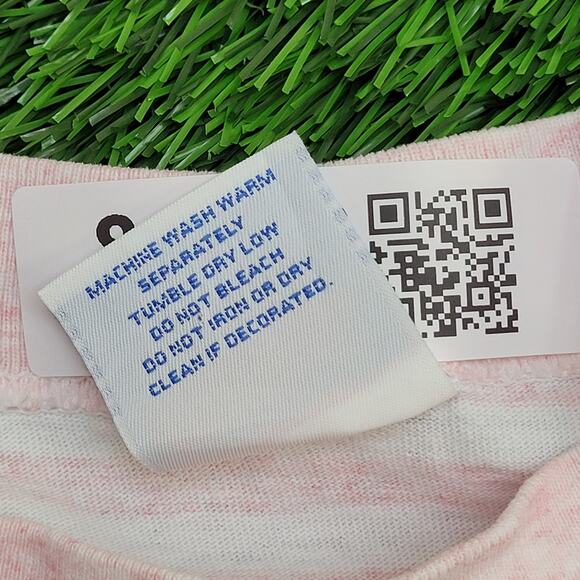 MACHINE WASH WARM
SEPARATELY
TUMBLE DRY LOW
DO NOT BLEACH
DO NOT IRON OR DRY
CLEAN IF DECORATED.